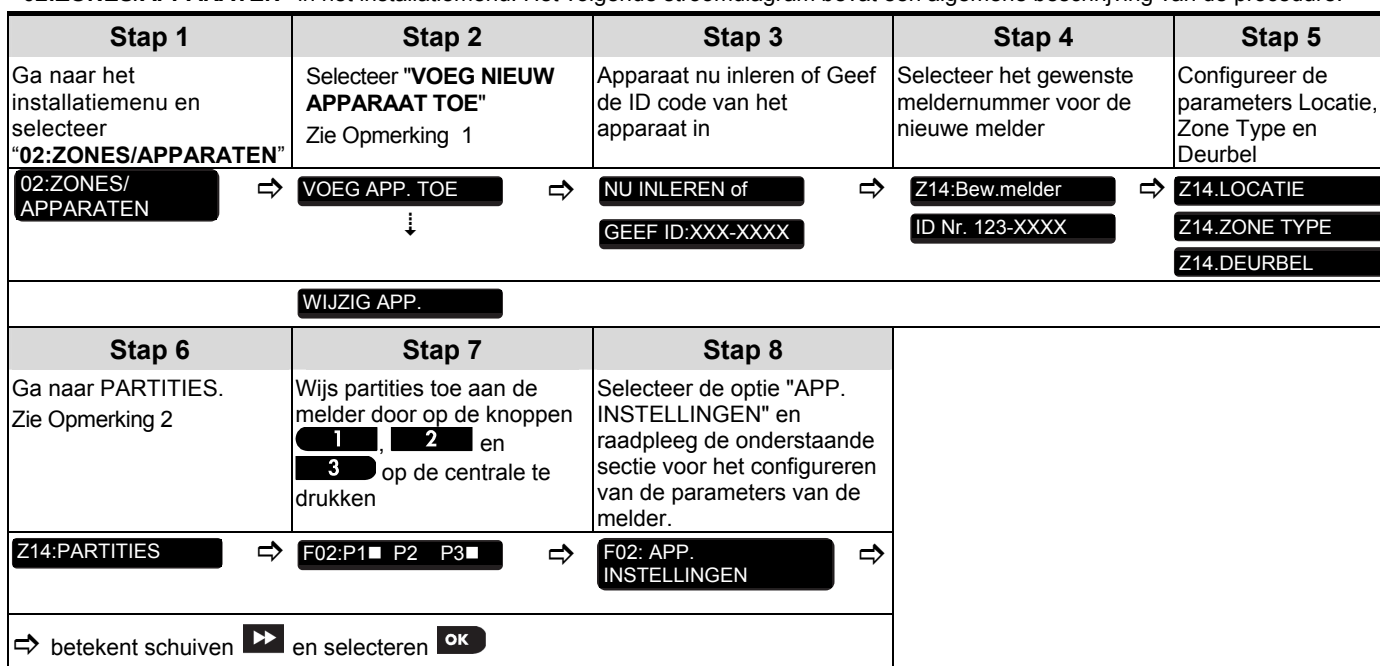 Stap 1
Stap 2
Stap 3
Stap 4
Stap 5
Ga naar het
installatiemenu en
selecteer
“02:ZONES/APPARATEN”
Selecteer "VOEG NIEUW
APPARAAT TOE"
Zie Opmerking 1
Apparaat nu inleren of Geef
de ID code van het
apparaat in
Selecteer het gewenste
meldernummer voor de
nieuwe melder
Configureer de
parameters Locatie,
Zone Type en
Deurbel
02:ZONES/
APPARATEN
⇨
VOEG APP. TOE
⇨
NU INLEREN of
GEEF ID:XXX-XXXX
⇨
Z14:Bew.melder
ID Nr. 123-XXXX
⇨
Z14.LOCATIE
Z14.ZONE TYPE
Z14.DEURBEL
WIJZIG APP.
Stap 6
Stap 7
Stap 8
Ga naar PARTITIES.
Zie Opmerking 2
Wijs partities toe aan de
melder door op de knoppen
1, 2 en
3 op de centrale te
drukken
Selecteer de optie "APP.
INSTELLINGEN" en
raadpleeg de onderstaande
sectie voor het configureren
van de parameters van de
melder.
Z14:PARTITIES
⇨
F02:P1■ P2 P3■
⇨
F02: APP.
INSTELLINGEN
⇨
⇨ betekent schuiven ▶▶ en selecteren OK